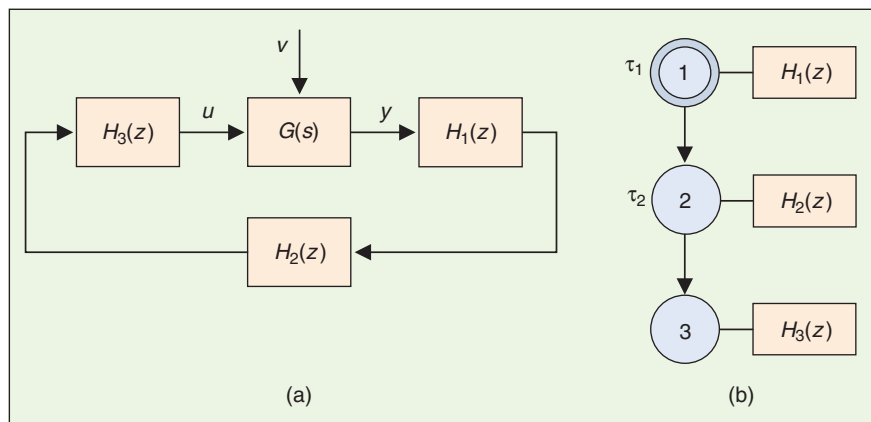 v
H₃(z)
u
G(s)
y
H₁(z)
H₂(z)
(a)
τ₁
1
H₁(z)
τ₂
2
H₂(z)
3
H₃(z)
(b)